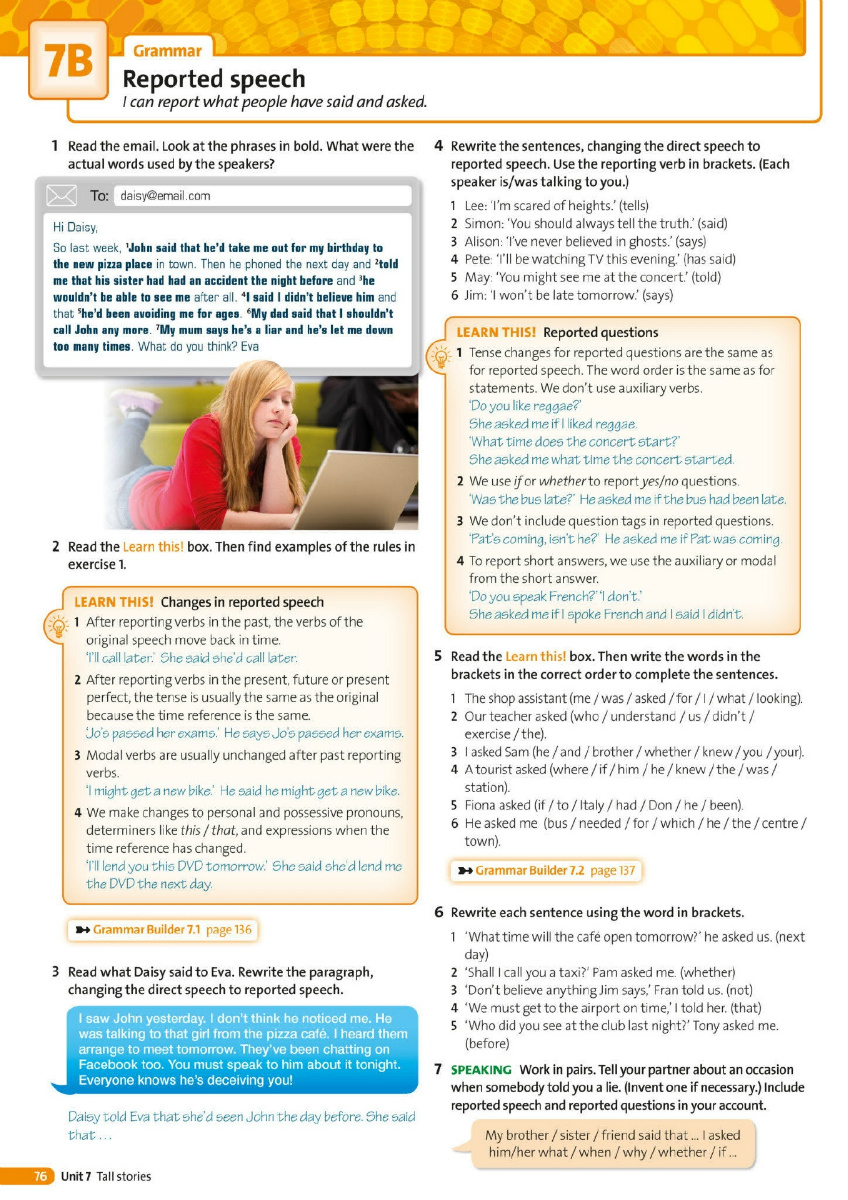 7B
Grammar
Reported speech
I can report what people have said and asked.
1 Read the email. Look at the phrases in bold. What were the
actual words used by the speakers?
To: daisy@email.com
Hi Daisy,
So last week, ¹John said that he'd take me out for my birthday to
the new pizza place in town. Then he phoned the next day and ²told
me that his sister had had an accident the night before and ³he
wouldn't be able to see me after all. ⁴I said I didn't believe him and
that ⁵he'd been avoiding me for ages. ⁶My dad said that I shouldn't
call John any more. ⁷My mum says he's a liar and he's let me down
too many times. What do you think? Eva
2 Read the Learn this! box. Then find examples of the rules in
exercise 1.
LEARN THIS! Changes in reported speech
1 After reporting verbs in the past, the verbs of the
original speech move back in time.
'I'll call later.' She said she'd call later.
2 After reporting verbs in the present, future or present
perfect, the tense is usually the same as the original
because the time reference is the same.
'Jo's passed her exams.' He says Jo's passed her exams.
3 Modal verbs are usually unchanged after past reporting
verbs.
'I might get a new bike.' He said he might get a new bike.
4 We make changes to personal and possessive pronouns,
determiners like this / that, and expressions when the
time reference has changed.
'I'll lend you this DVD tomorrow.' She said she'd lend me
the DVD the next day.
Grammar Builder 7.1 page 136
3 Read what Daisy said to Eva. Rewrite the paragraph,
changing the direct speech to reported speech.
I saw John yesterday. I don't think he noticed me. He
was talking to that girl from the pizza café. I heard them
arrange to meet tomorrow. They've been chatting on
Facebook too. You must speak to him about it tonight.
Everyone knows he's deceiving you!
Daisy told Eva that she'd seen John the day before. She said
that ...
4 Rewrite the sentences, changing the direct speech to
reported speech. Use the reporting verb in brackets. (Each
speaker is/was talking to you.)
1 Lee: 'I'm scared of heights.' (tells)
2 Simon: 'You should always tell the truth.' (said)
3 Alison: 'I've never believed in ghosts.' (says)
4 Pete: 'I'll be watching TV this evening.' (has said)
5 May: 'You might see me at the concert.' (told)
6 Jim: 'I won't be late tomorrow.' (says)
LEARN THIS! Reported questions
1 Tense changes for reported questions are the same as
for reported speech. The word order is the same as for
statements. We don't use auxiliary verbs.
'Do you like reggae?'
She asked me if I liked reggae.
'What time does the concert start?'
She asked me what time the concert started.
2 We use if or whether to report yes/no questions.
'Was the bus late?' He asked me if the bus had been late.
3 We don't include question tags in reported questions.
'Pat's coming, isn't he?' He asked me if Pat was coming.
4 To report short answers, we use the auxiliary or modal
from the short answer.
'Do you speak French?' 'I don't.'
She asked me if I spoke French and I said I didn't.
5 Read the Learn this! box. Then write the words in the
brackets in the correct order to complete the sentences.
1 The shop assistant (me / was / asked / for / I / what / looking).
2 Our teacher asked (who / understand / us / didn't /
exercise / the).
3 I asked Sam (he / and / brother / whether / knew / you / your).
4 A tourist asked (where / if / him / he / knew / the / was /
station).
5 Fiona asked (if / to / Italy / had / Don / he / been).
6 He asked me (bus / needed / for / which / he / the / centre /
town).
Grammar Builder 7.2 page 137
6 Rewrite each sentence using the word in brackets.
1 'What time will the café open tomorrow?' he asked us. (next
day)
2 'Shall I call you a taxi?' Pam asked me. (whether)
3 'Don't believe anything Jim says,' Fran told us. (not)
4 'We must get to the airport on time,' I told her. (that)
5 'Who did you see at the club last night?' Tony asked me.
(before)
7 SPEAKING Work in pairs. Tell your partner about an occasion
when somebody told you a lie. (Invent one if necessary.) Include
reported speech and reported questions in your account.
My brother / sister / friend said that ... I asked
him/her what / when / why / whether / if ...
76 Unit 7 Tall stories